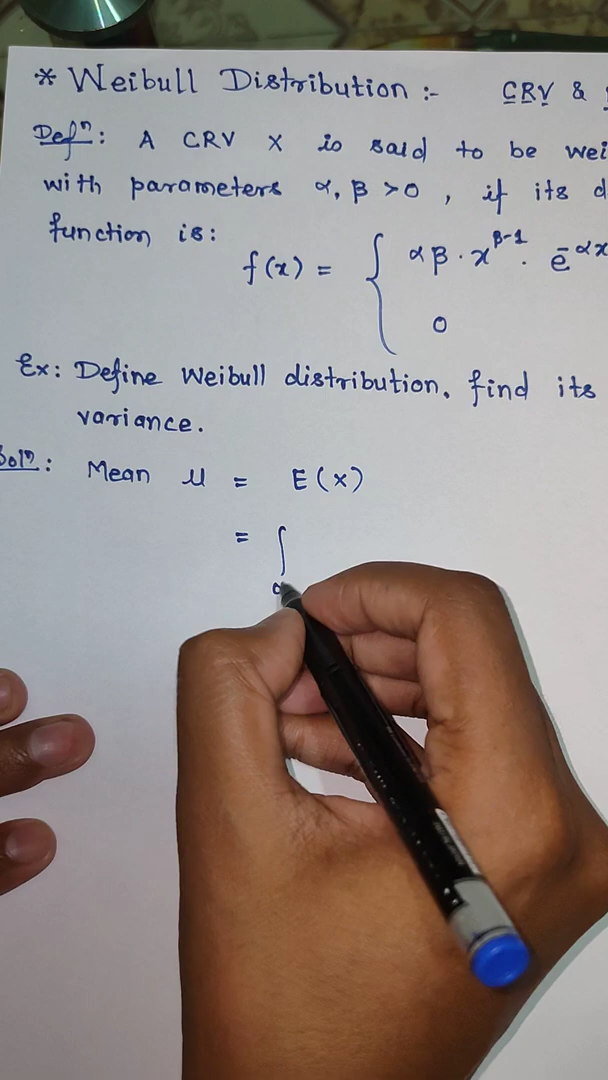 * Weibull Distribution :- CRV &
Defⁿ: A CRV X is said to be wei
with parameters α, β > 0 , if its d
function is:
f(x) = { αβ · x^β-1 · e^-αx
0
Ex: Define Weibull distribution. find its
variance.
Solⁿ: Mean μ = E(x)
= ∫